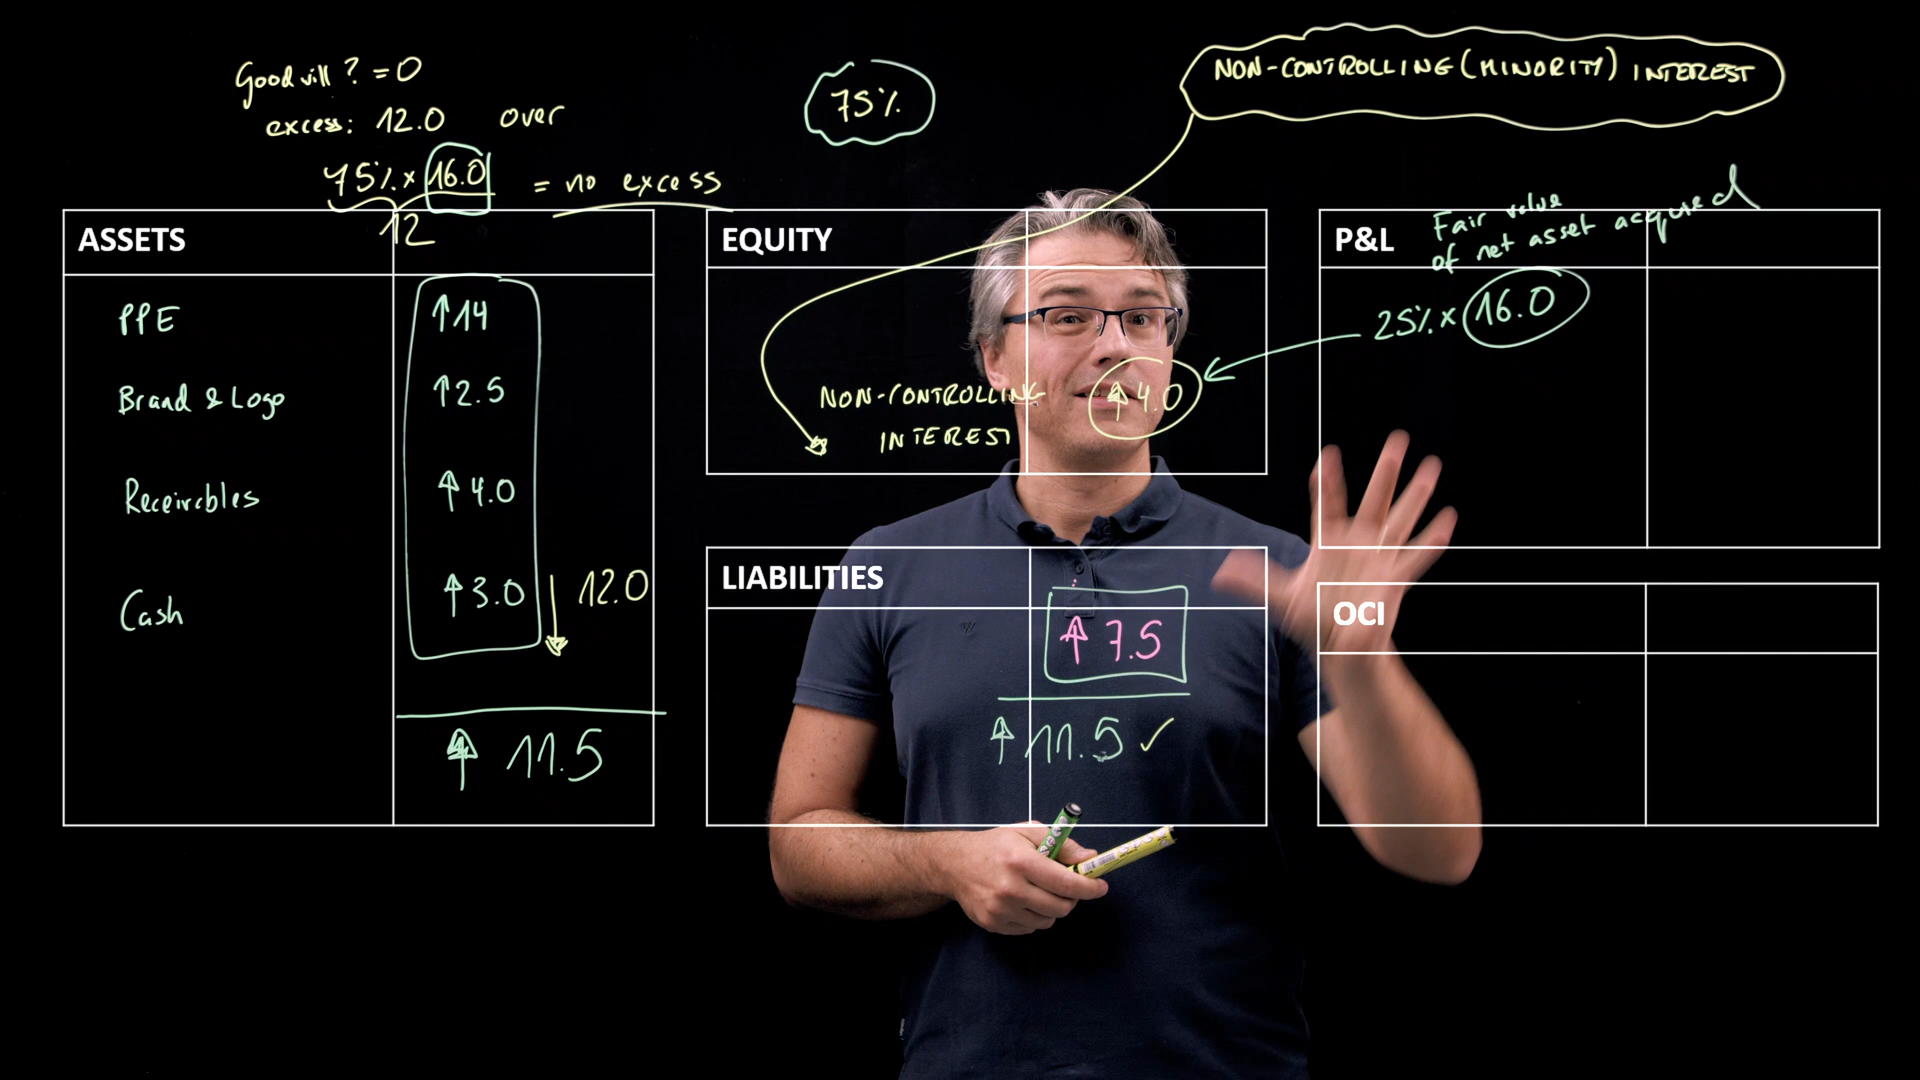 Goodwill? = 0
excess: 12.0 over
75% × 16.0 = no excess
12
75%
NON-CONTROLLING (MINORITY) INTEREST
ASSETS
PPE ↑14
Brand & Logo ↑2.5
Receivables ↑4.0
Cash ↑3.0 ↓12.0
↑ 11.5
EQUITY
NON-CONTROLLING ↑4.0
INTEREST
LIABILITIES
↑ 7.5
↑ 11.5 ✓
P&L
Fair value
of net asset acquired
25% × 16.0
OCI